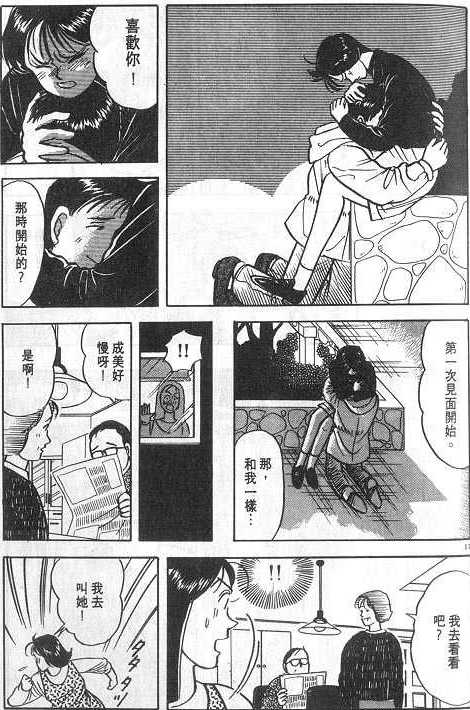 喜歡你！
那時開始的？
第一次見面開始。
那，
和我一樣⋯
!!
成美好
慢呀！
是啊！
我去看看
吧？
!!
我去
叫她！